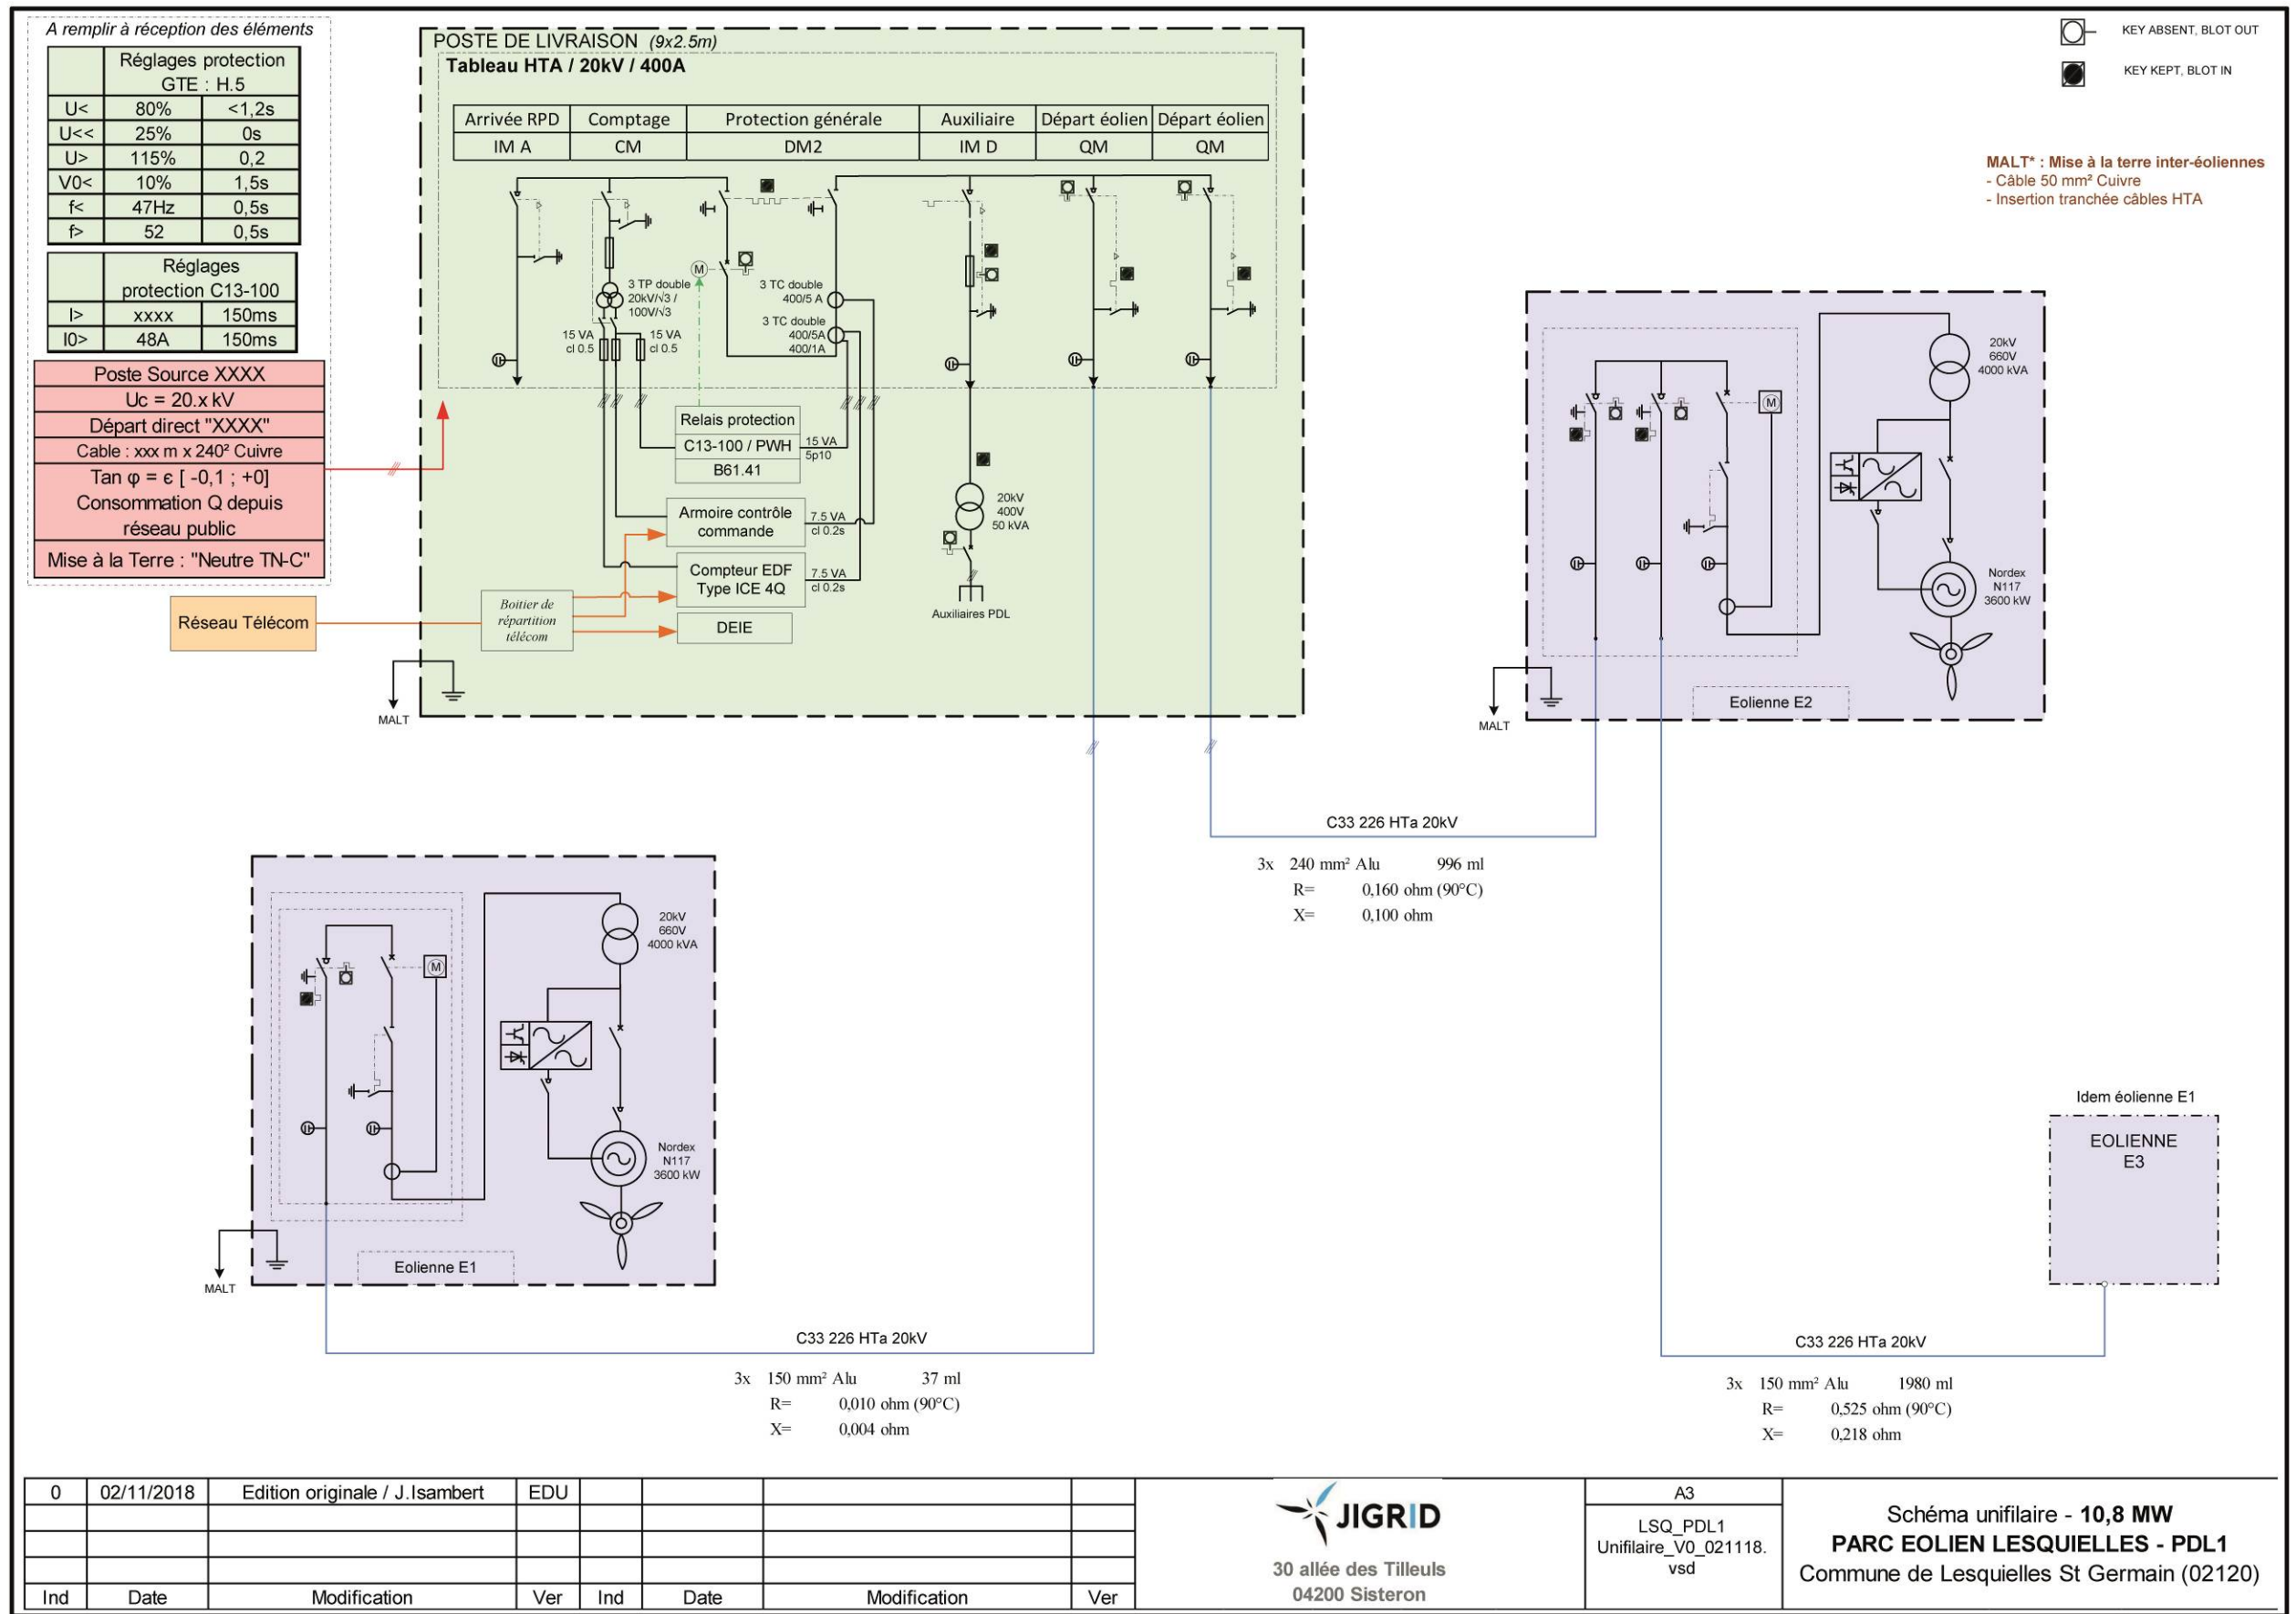 A remplir à réception des éléments
Réglages protection
GTE : H.5
U< 80% <1,2s
U<< 25% 0s
U> 115% 0,2
V0< 10% 1,5s
f< 47Hz 0,5s
f> 52 0,5s
Réglages
protection C13-100
I> xxxx 150ms
I0> 48A 150ms
Poste Source XXXX
Uc = 20.x kV
Départ direct "XXXX"
Cable : xxx m x 240² Cuivre
Tan φ = є [ -0,1 ; +0]
Consommation Q depuis
réseau public
Mise à la Terre : "Neutre TN-C"
Réseau Télécom
POSTE DE LIVRAISON (9x2.5m)
Tableau HTA / 20kV / 400A
Arrivée RPD Comptage Protection générale Auxiliaire Départ éolien Départ éolien
IM A CM DM2 IM D QM QM
M
3 TP double
20kV/√3 /
100V/√3
15 VA
cl 0.5
15 VA
cl 0.5
3 TC double
400/5 A
3 TC double
400/5A
400/1A
Relais protection
C13-100 / PWH
B61.41
15 VA
5p10
Armoire contrôle
commande
7.5 VA
cl 0.2s
Compteur EDF
Type ICE 4Q
7.5 VA
cl 0.2s
DEIE
Boitier de
répartition
télécom
20kV
400V
50 kVA
Auxiliaires PDL
MALT
KEY ABSENT, BLOT OUT
KEY KEPT, BLOT IN
MALT* : Mise à la terre inter-éoliennes
- Câble 50 mm² Cuivre
- Insertion tranchée câbles HTA
M
20kV
660V
4000 kVA
Nordex
N117
3600 kW
Eolienne E2
MALT
C33 226 HTa 20kV
3x 240 mm² Alu 996 ml
R= 0,160 ohm (90°C)
X= 0,100 ohm
M
20kV
660V
4000 kVA
Nordex
N117
3600 kW
Eolienne E1
MALT
C33 226 HTa 20kV
3x 150 mm² Alu 37 ml
R= 0,010 ohm (90°C)
X= 0,004 ohm
Idem éolienne E1
EOLIENNE
E3
C33 226 HTa 20kV
3x 150 mm² Alu 1980 ml
R= 0,525 ohm (90°C)
X= 0,218 ohm
0 02/11/2018 Edition originale / J.Isambert EDU
Ind Date Modification Ver Ind Date Modification Ver
JIGRID
30 allée des Tilleuls
04200 Sisteron
A3
LSQ_PDL1
Unifilaire_V0_021118.
vsd
Schéma unifilaire - 10,8 MW
PARC EOLIEN LESQUIELLES - PDL1
Commune de Lesquielles St Germain (02120)